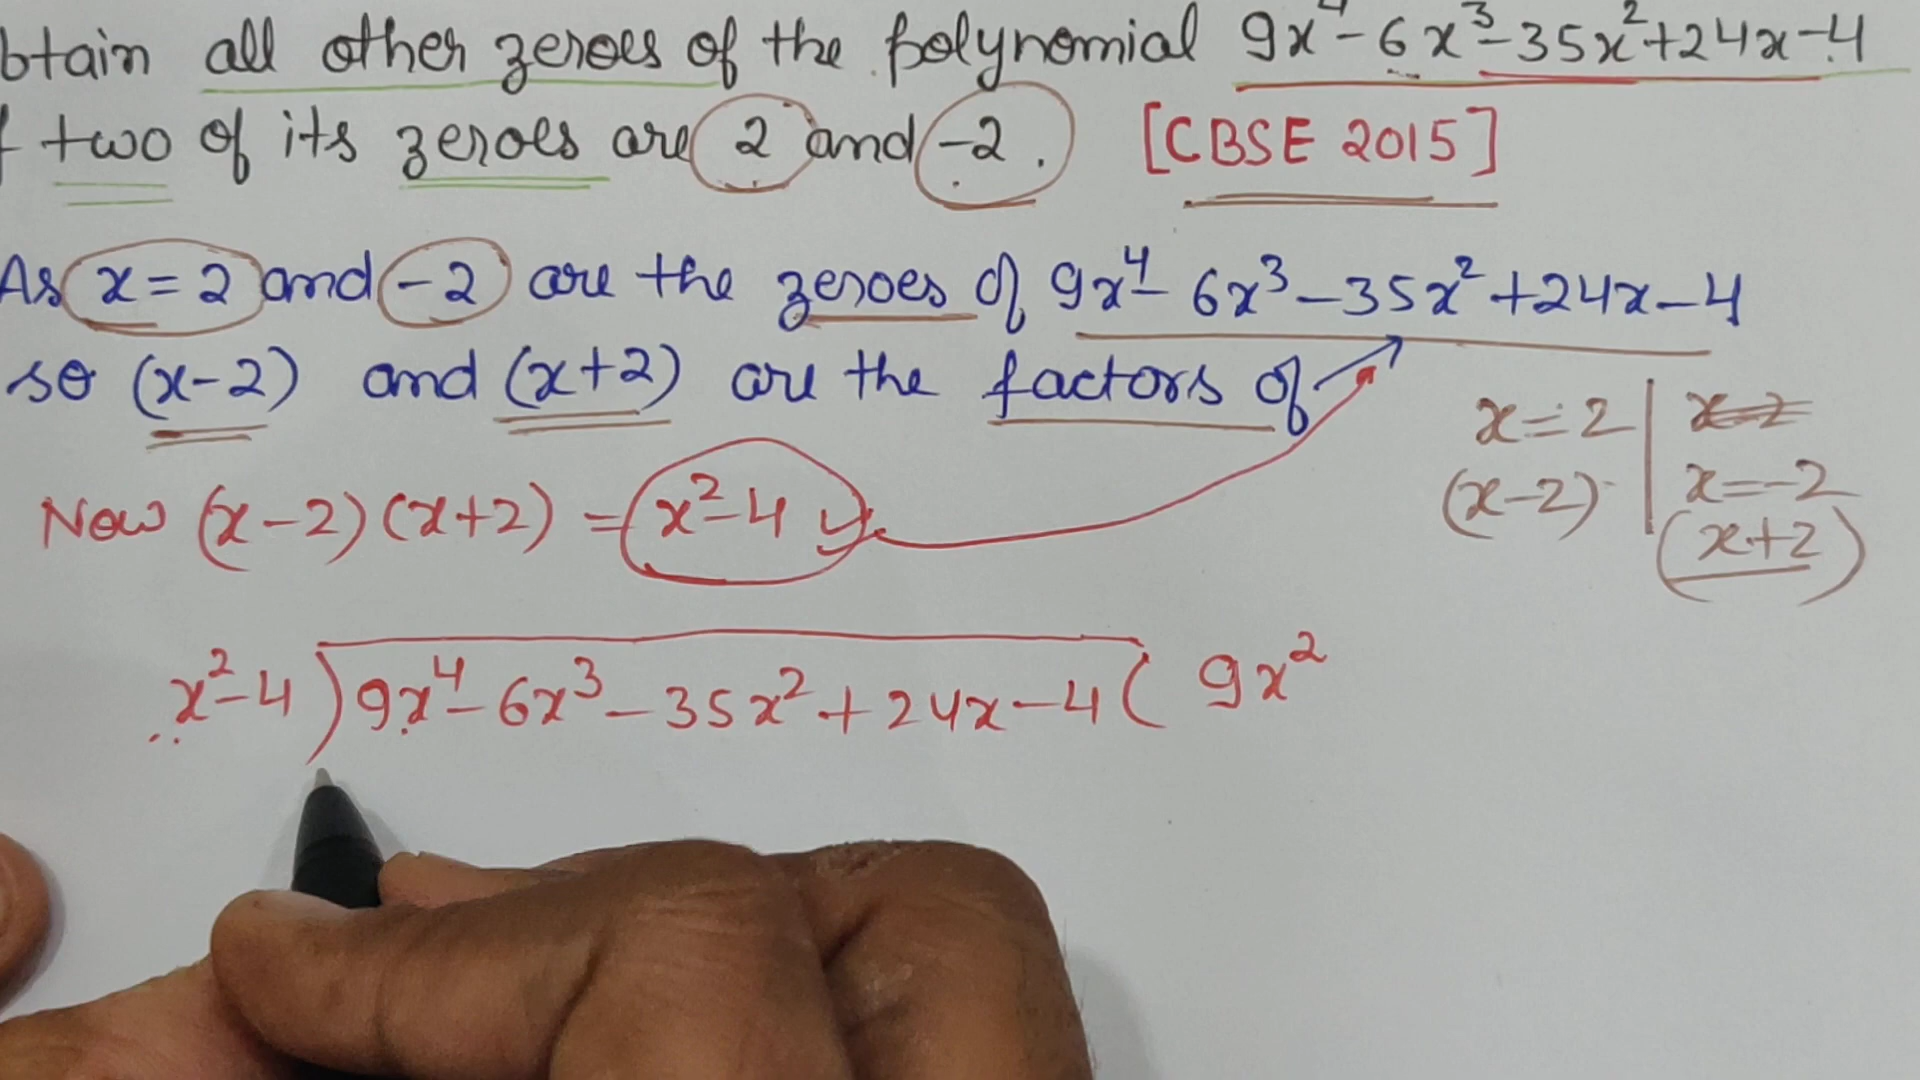 btain all other zeroes of the polynomial 9x⁴-6x³-35x²+24x-4
f two of its zeroes are 2 and -2. [CBSE 2015]
As x=2 and -2 are the zeroes of 9x⁴-6x³-35x²+24x-4
so (x-2) and (x+2) are the factors of
x=2 | x=2
(x-2) | x=-2
(x+2)
Now (x-2)(x+2) = x²-4
x²-4)9x⁴-6x³-35x²+24x-4( 9x²